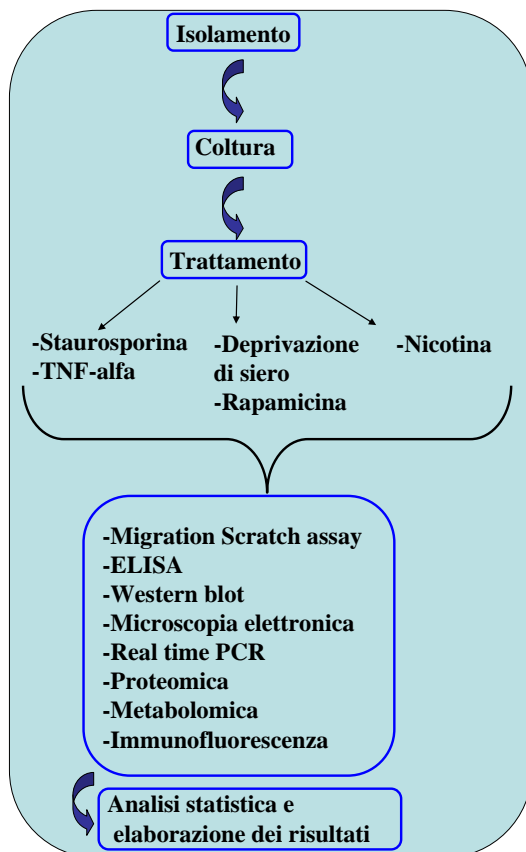 Isolamento
Coltura
Trattamento
-Staurosporina
-TNF-alfa
-Deprivazione
di siero
-Rapamicina
-Nicotina
-Migration Scratch assay
-ELISA
-Western blot
-Microscopia elettronica
-Real time PCR
-Proteomica
-Metabolomica
-Immunofluorescenza
Analisi statistica e
elaborazione dei risultati